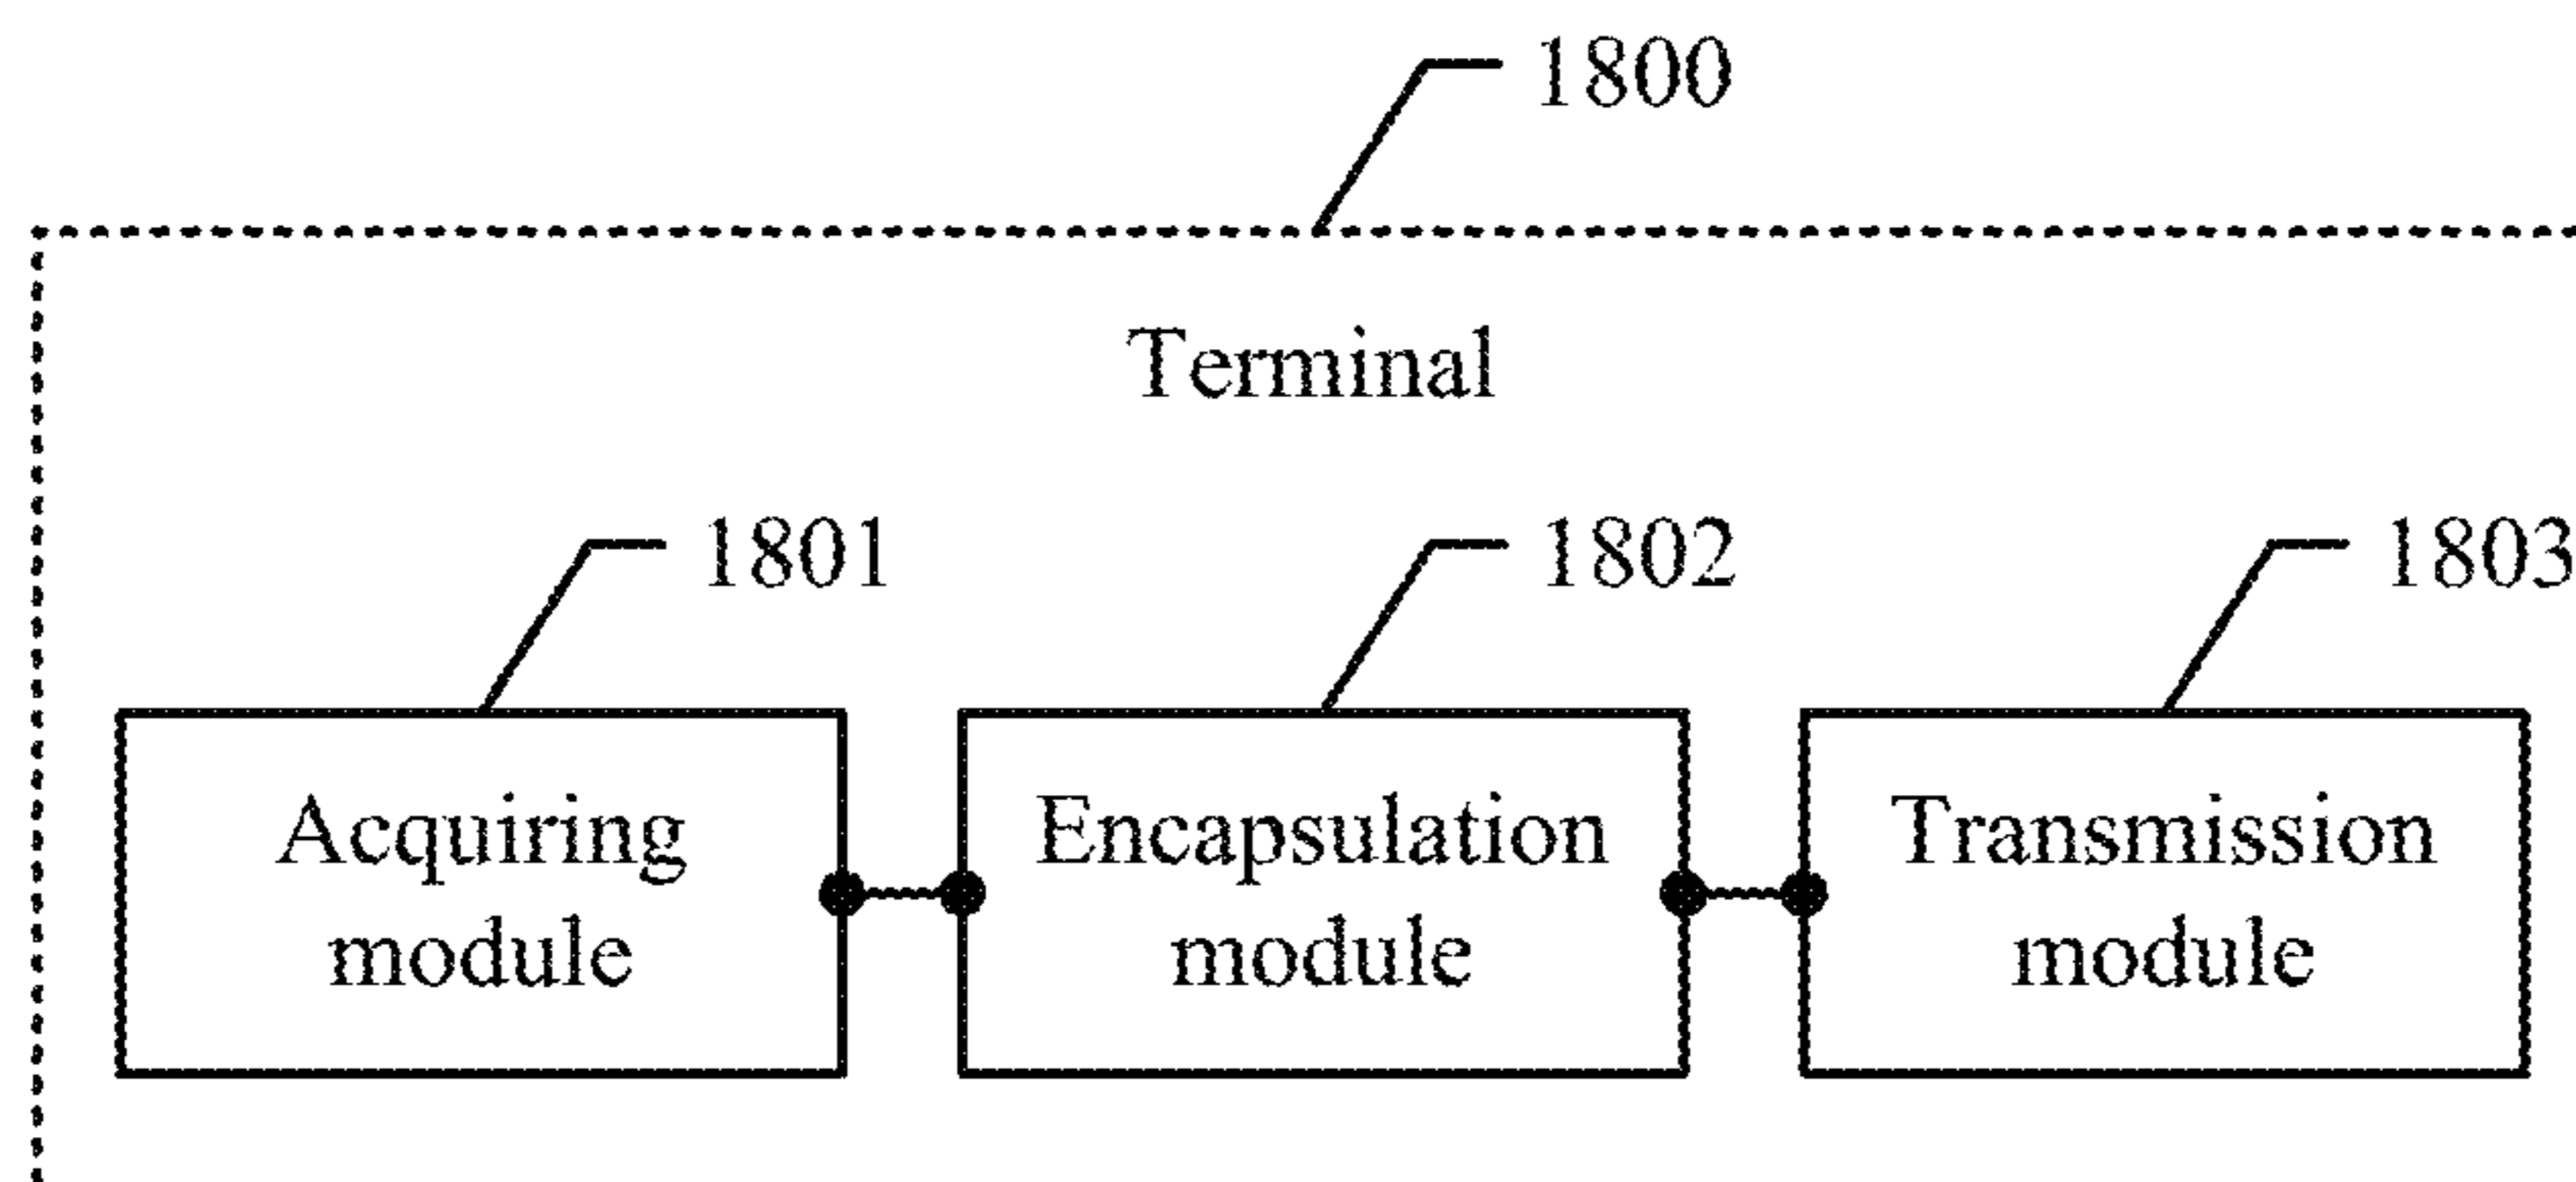 1800
Terminal
1801
1802
1803
Acquiring
module
Encapsulation
module
Transmission
module